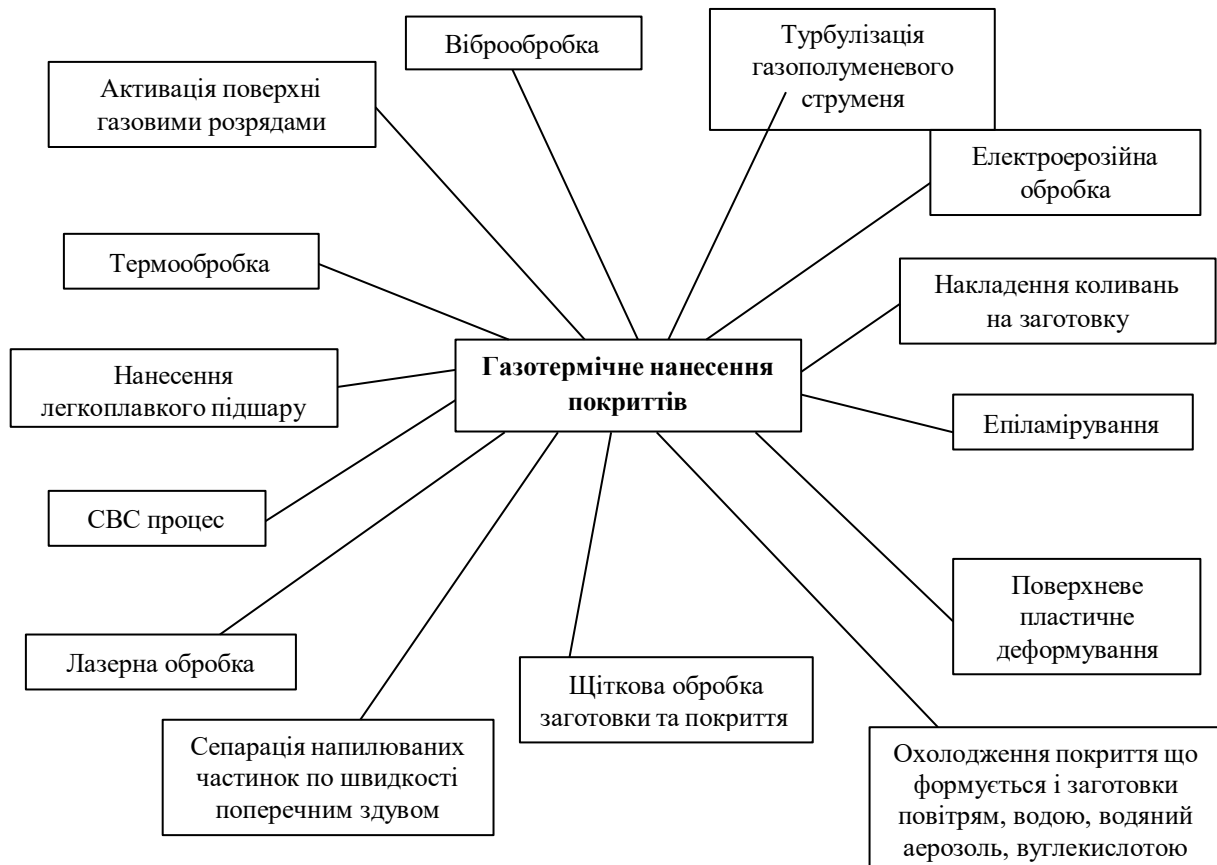 Віброобробка
Турбулізація
газополуменевого
струменя
Активація поверхні
газовими розрядами
Електроерозійна
обробка
Термообробка
Накладення коливань
на заготовку
Газотермічне нанесення
покриттів
Нанесення
легкоплавкого підшару
Епіламірування
СВС процес
Поверхневе
пластичне
деформування
Лазерна обробка
Щіткова обробка
заготовки та покриття
Сепарація напилюваних
частинок по швидкості
поперечним здувом
Охолодження покриття що
формується і заготовки
повітрям, водою, водяний
аерозоль, вуглекислотою